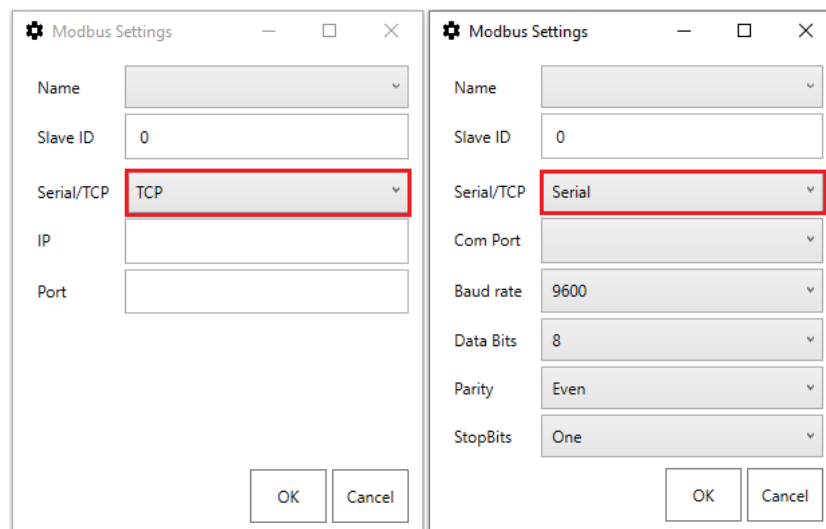 Modbus Settings
Name
Slave ID 0
Serial/TCP TCP
IP
Port
OK Cancel
Modbus Settings
Name
Slave ID 0
Serial/TCP Serial
Com Port
Baud rate 9600
Data Bits 8
Parity Even
StopBits One
OK Cancel